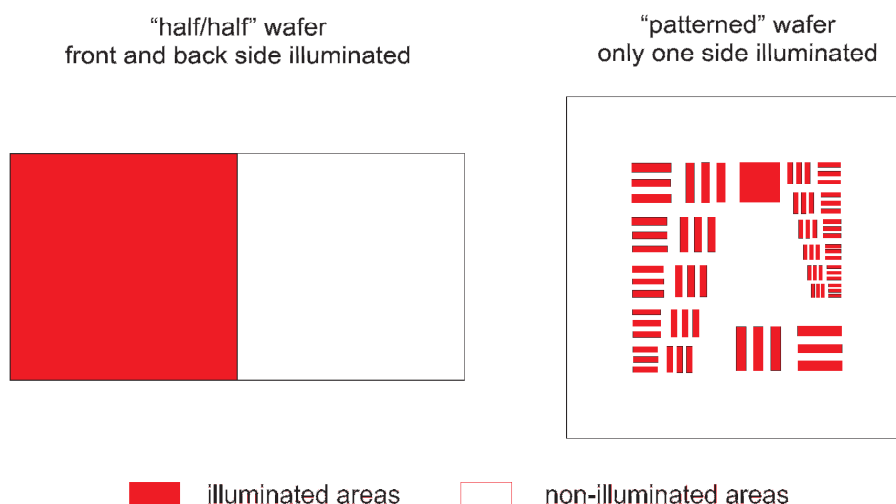 “half/half” wafer
front and back side illuminated
“patterned” wafer
only one side illuminated
illuminated areas
non-illuminated areas